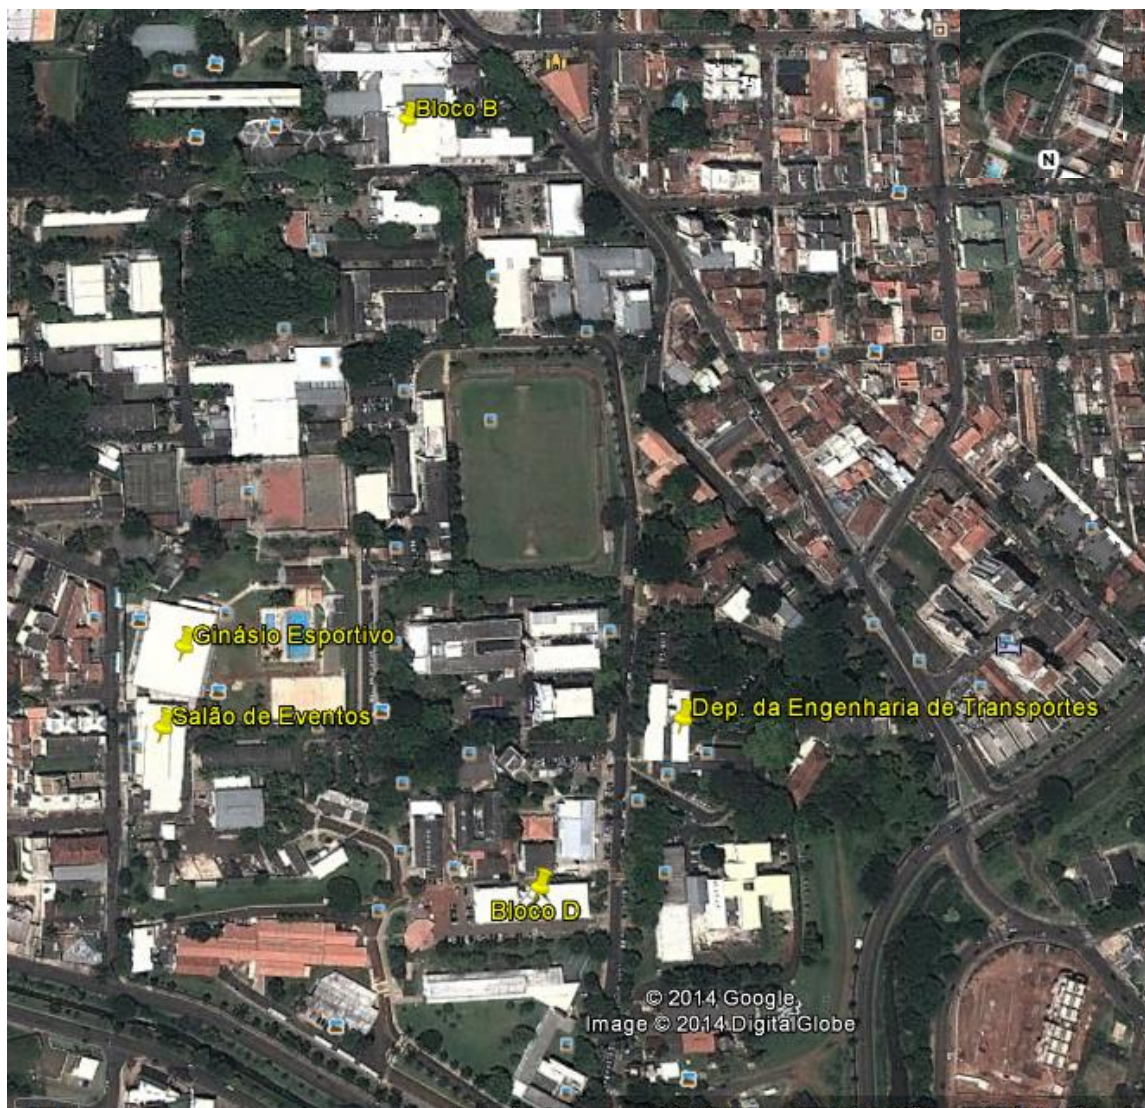 Bloco B
N
Ginásio Esportivo
Salão de Eventos
Dep. da Engenharia de Transportes
Bloco D
© 2014 Google
Image © 2014 DigitalGlobe